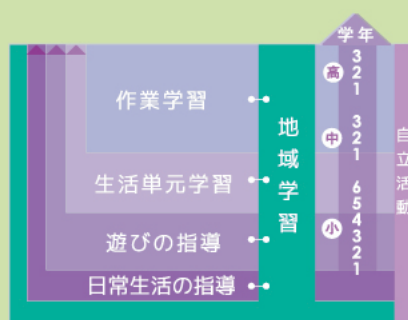 学年
高
3
2
1
中
3
2
1
小
6
5
4
3
2
1
作業学習
生活単元学習
遊びの指導
日常生活の指導
地域学習
自立活動